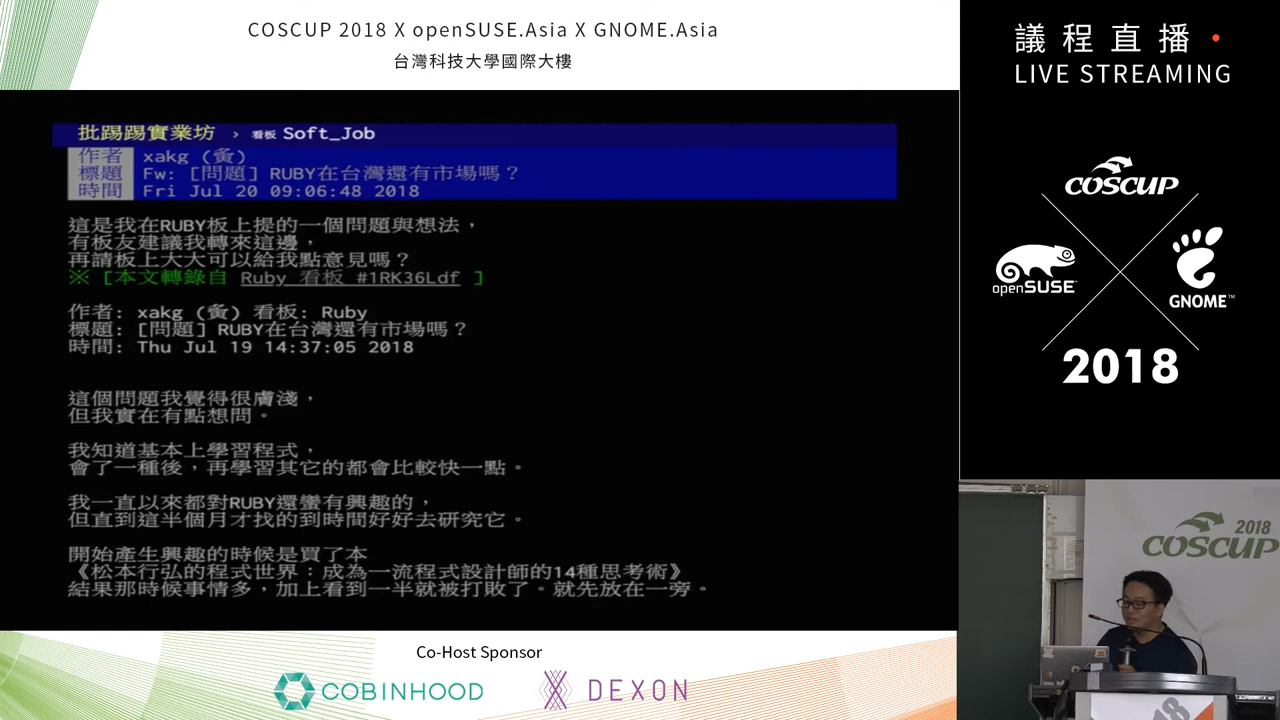 COSCUP 2018 X openSUSE.Asia X GNOME.Asia
台灣科技大學國際大樓
議程直播
LIVE STREAMING
批踢踢實業坊 › 看板 Soft_Job
作者 xakg (夤)
標題 Fw: [問題] RUBY在台灣還有市場嗎？
時間 Fri Jul 20 09:06:48 2018
這是我在RUBY板上提的一個問題與想法，
有板友建議我轉來這邊，
再請板上大大可以給我點意見嗎？
※ [本文轉錄自 Ruby 看板 #1RK36Ldf ]
作者: xakg (夤) 看板: Ruby
標題: [問題] RUBY在台灣還有市場嗎？
時間: Thu Jul 19 14:37:05 2018
這個問題我覺得很膚淺，
但我實在有點想問。
我知道基本上學習程式，
會了一種後，再學習其它的都會比較快一點。
我一直以來都對RUBY還蠻有興趣的，
但直到這半個月才找的到時間好好去研究它。
開始產生興趣的時候是買了本
《松本行弘的程式世界：成為一流程式設計師的14種思考術》
結果那時候事情多，加上看到一半就被打敗了。就先放在一旁。
COSCUP
openSUSE
GNOME™
2018
2018
COSCUP
Co-Host Sponsor
COBINHOOD
DEXON